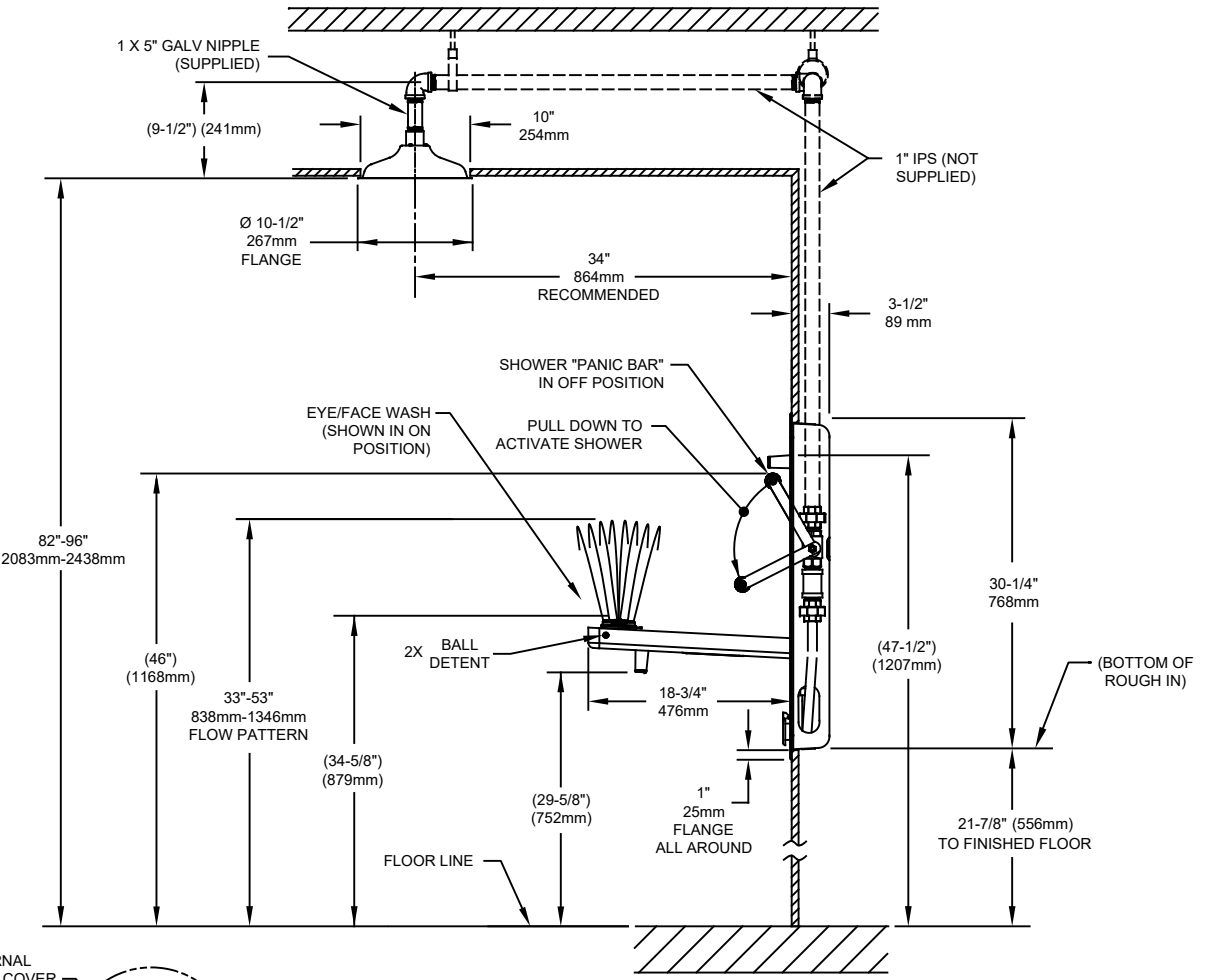 1 X 5" GALV NIPPLE
(SUPPLIED)
(9-1/2") (241mm)
10"
254mm
1" IPS (NOT
SUPPLIED)
Ø 10-1/2"
267mm
FLANGE
34"
864mm
RECOMMENDED
3-1/2"
89 mm
SHOWER "PANIC BAR"
IN OFF POSITION
EYE/FACE WASH
(SHOWN IN ON
POSITION)
PULL DOWN TO
ACTIVATE SHOWER
82"-96"
2083mm-2438mm
30-1/4"
768mm
2X BALL
DETENT
(46")
(1168mm)
(47-1/2")
(1207mm)
(BOTTOM OF
ROUGH IN)
33"-53"
838mm-1346mm
FLOW PATTERN
18-3/4"
476mm
(34-5/8")
(879mm)
(29-5/8")
(752mm)
1"
25mm
FLANGE
ALL AROUND
21-7/8" (556mm)
TO FINISHED FLOOR
FLOOR LINE
RNAL
COVER